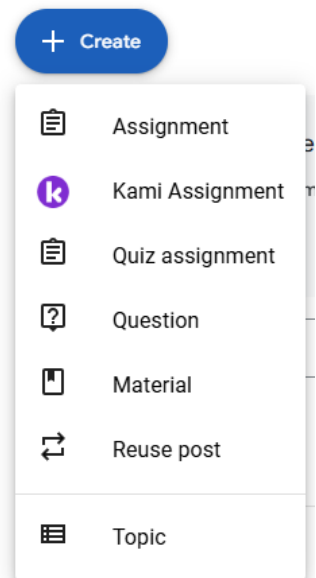 Create
Assignment
Kami Assignment
Quiz assignment
Question
Material
Reuse post
Topic